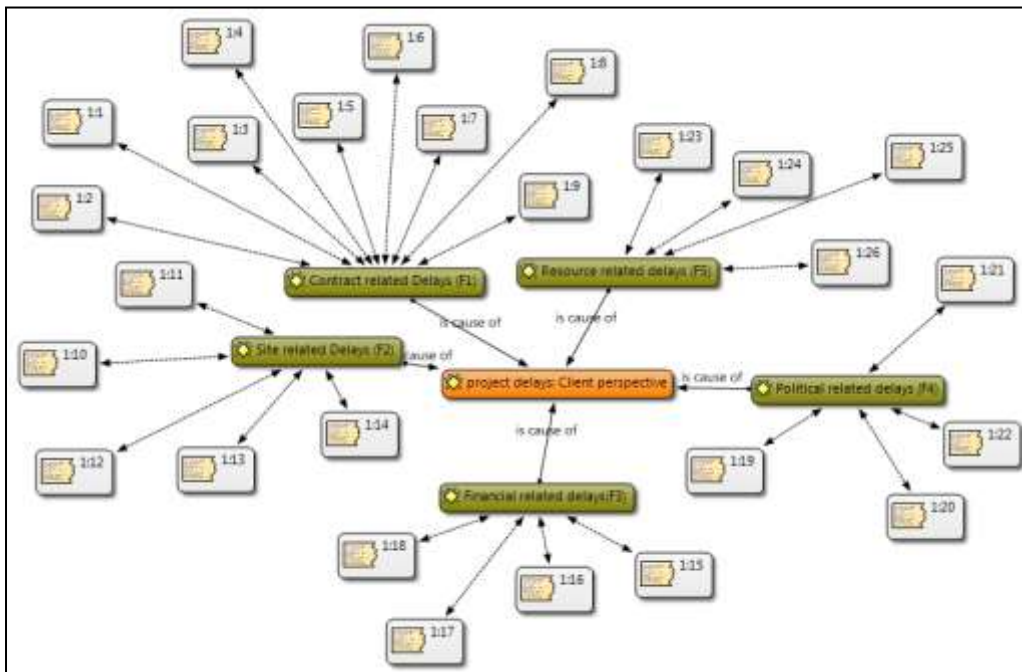 1:4
1:6
1:8
1:1
1:3
1:5
1:7
1:23
1:24
1:25
1:2
1:9
1:11
Contract related Delays (F1)
Resource related delays (F5)
1:26
1:21
is cause of
is cause of
1:10
Site related Delays (F2)
cause of
project delays: Client perspective
is cause of
Political related delays (F4)
1:12
1:13
1:14
is cause of
1:19
1:22
1:20
Financial related delays(F3)
1:18
1:17
1:16
1:15